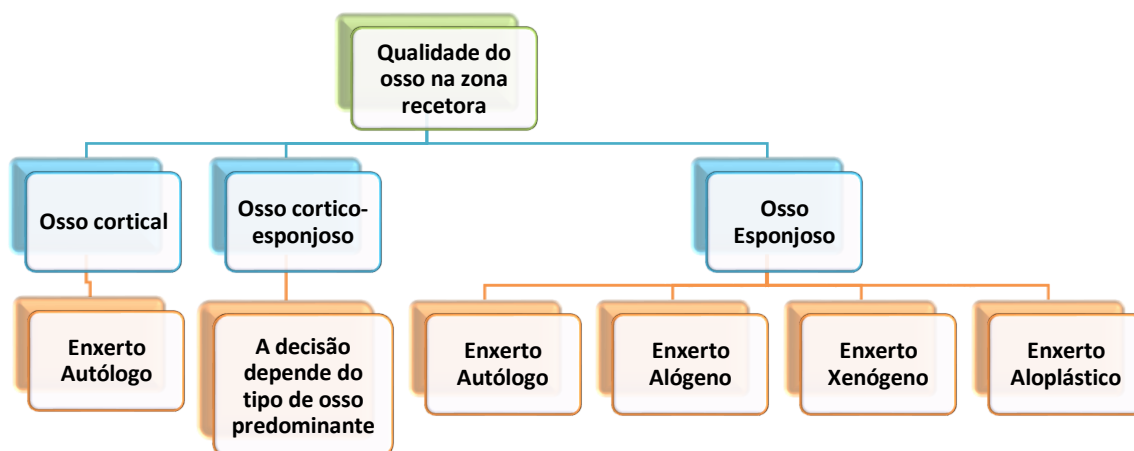 Qualidade do
osso na zona
recetora
Osso cortical
Osso cortico-
esponjoso
Osso
Esponjoso
Enxerto
Autólogo
A decisão
depende do
tipo de osso
predominante
Enxerto
Autólogo
Enxerto
Alógeno
Enxerto
Xenógeno
Enxerto
Aloplástico